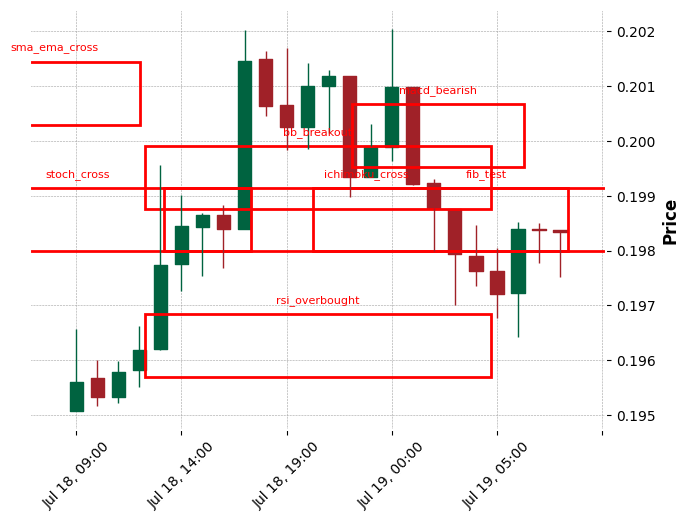 sma_ema_cross
0.202
macd_bearish
0.201
bb_breakout
0.200
stoch_cross
ichimoku_cross
fib_test
0.199
0.198
rsi_overbought
0.197
0.196
0.195
Price
Jul 18, 09:00
Jul 18, 14:00
Jul 18, 19:00
Jul 19, 00:00
Jul 19, 05:00